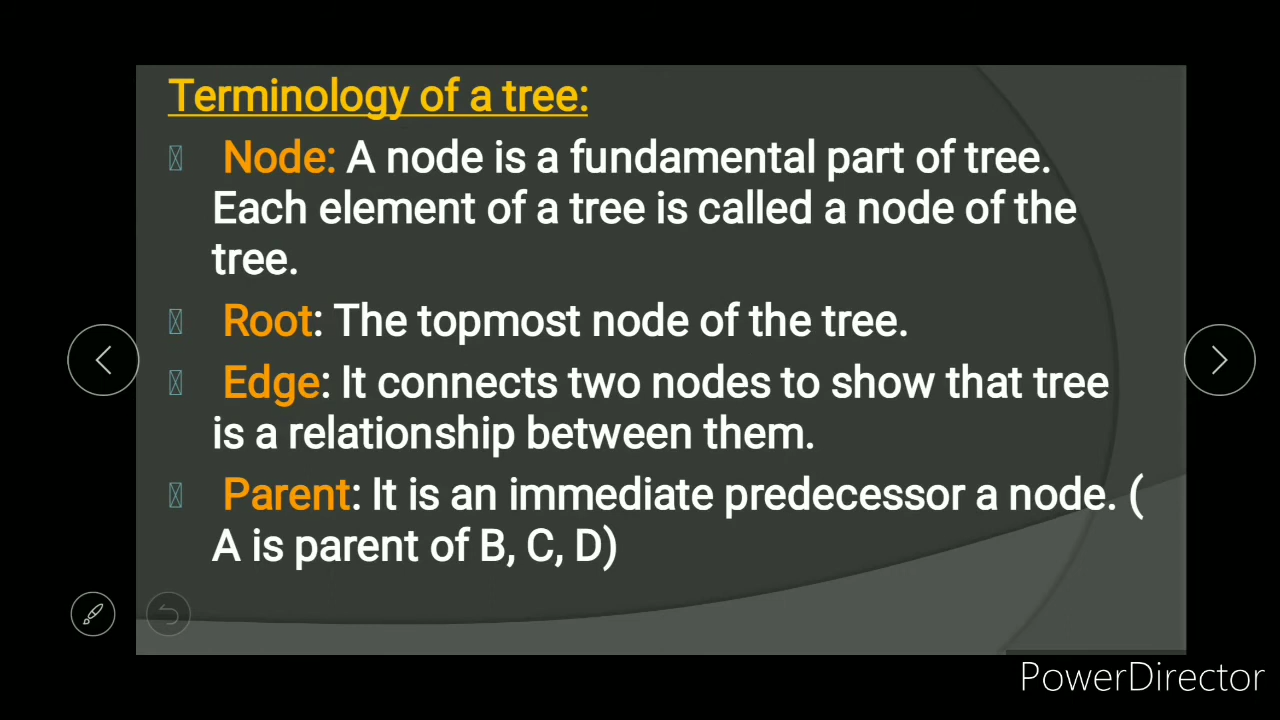 Terminology of a tree:
Node: A node is a fundamental part of tree.
Each element of a tree is called a node of the
tree.
Root: The topmost node of the tree.
Edge: It connects two nodes to show that tree
is a relationship between them.
Parent: It is an immediate predecessor a node. (
A is parent of B, C, D)
PowerDirector